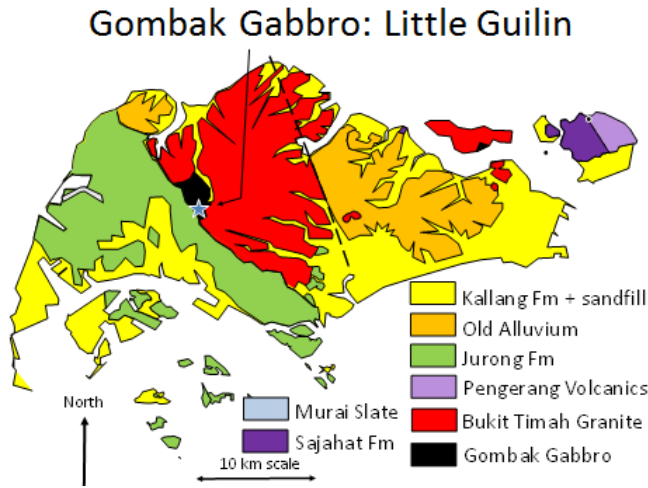 Gombak Gabbro: Little Guilin
Kallang Fm + sandfill
Old Alluvium
Jurong Fm
Pengerang Volcanics
North
Murai Slate
Bukit Timah Granite
Sajahat Fm
Gombak Gabbro
10 km scale